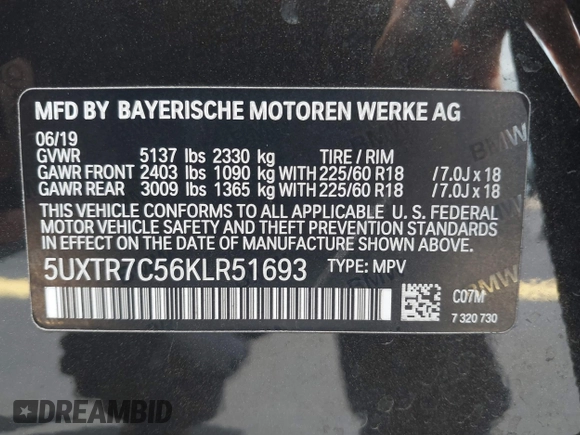 MFD BY BAYERISCHE MOTOREN WERKE AG
06/19
GVWR 5137 lbs 2330 kg TIRE / RIM
GAWR FRONT 2403 lbs 1090 kg WITH 225/60 R18 /7.0J x 18
GAWR REAR 3009 lbs 1365 kg WITH 225/60 R18 /7.0J x 18
THIS VEHICLE CONFORMS TO ALL APPLICABLE U. S. FEDERAL
MOTOR VEHICLE SAFETY AND THEFT PREVENTION STANDARDS
IN EFFECT ON THE DATE OF MANUFACTURE SHOWN ABOVE.
5UXTR7C56KLR51693 TYPE: MPV
C07M
7 320 730
BMW
BMW
DREAMBID